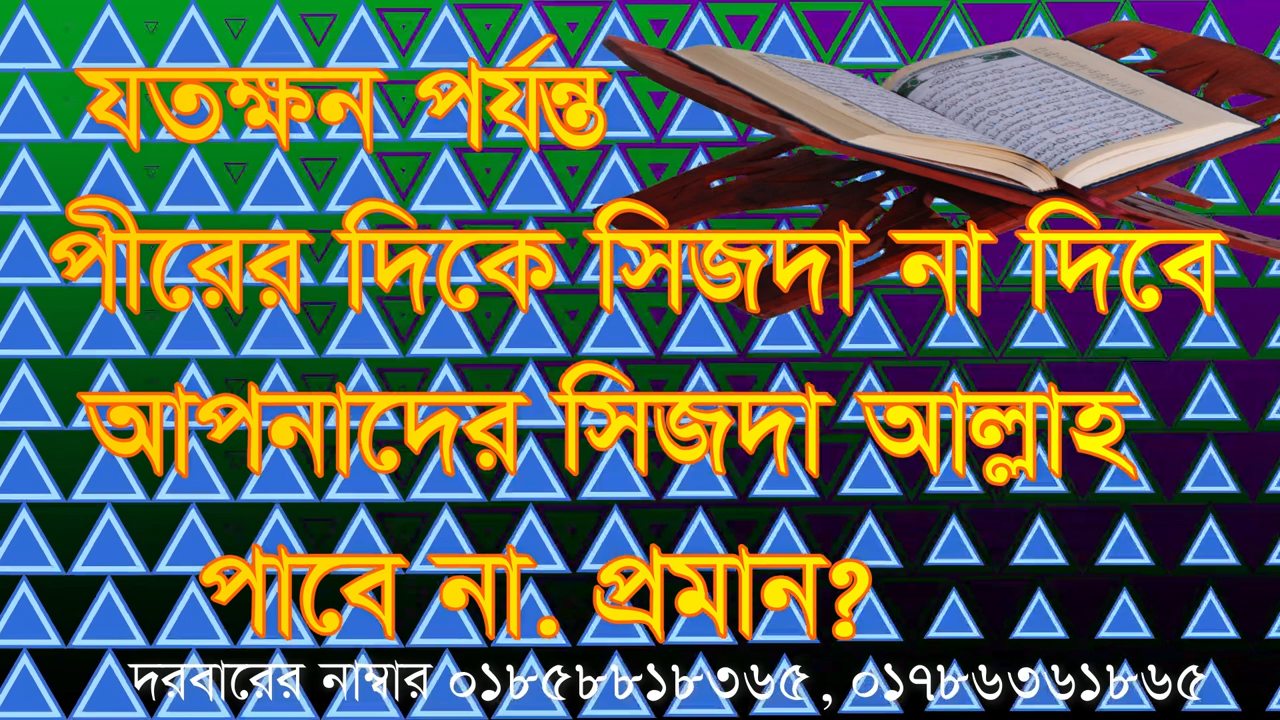 যতক্ষন পর্যন্ত
পীরের দিকে সিজদা না দিবে
আপনাদের সিজদা আল্লাহ
পাবে না. প্রমান?
দরবারের নাম্বার ০১৮৫৮৮১৮৩৬৫, ০১৭৮৬৩৬১৮৬৫